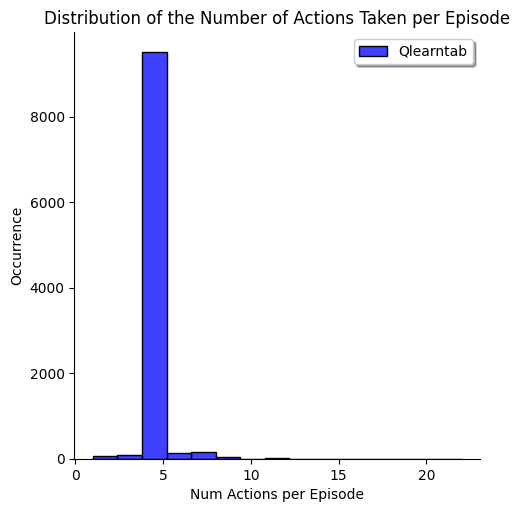 Distribution of the Number of Actions Taken per Episode
Qlearntab
8000
6000
4000
2000
0
Occurrence
0 5 10 15 20
Num Actions per Episode